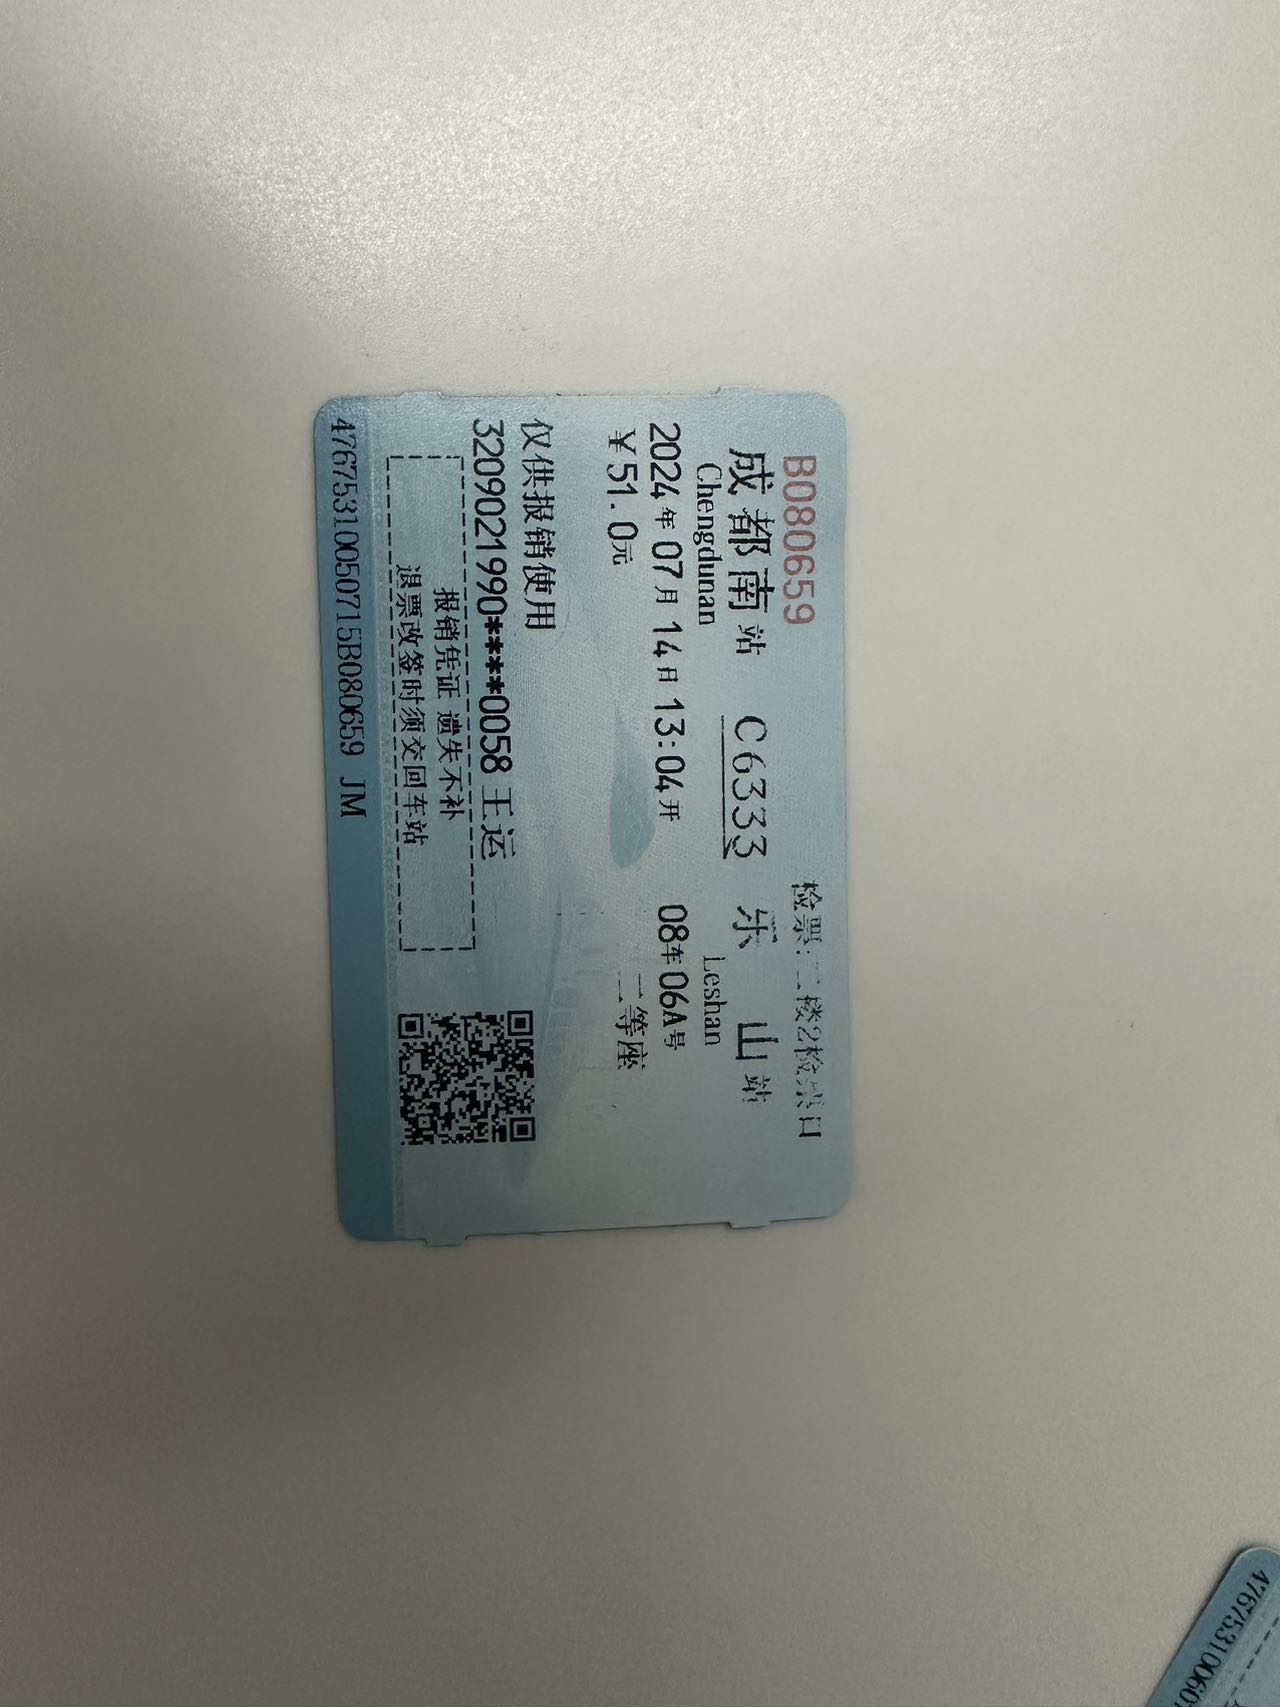 B080659
检票:二楼2检票口
成都南站 C6333 乐山站
Chengdunan Leshan
2024年07月14日13:04开 08车06A号
¥51.0元 二等座
仅供报销使用
3209021990****0058 王运
报销凭证 遗失不补
退票改签时须交回车站
47675310050715B080659 JM